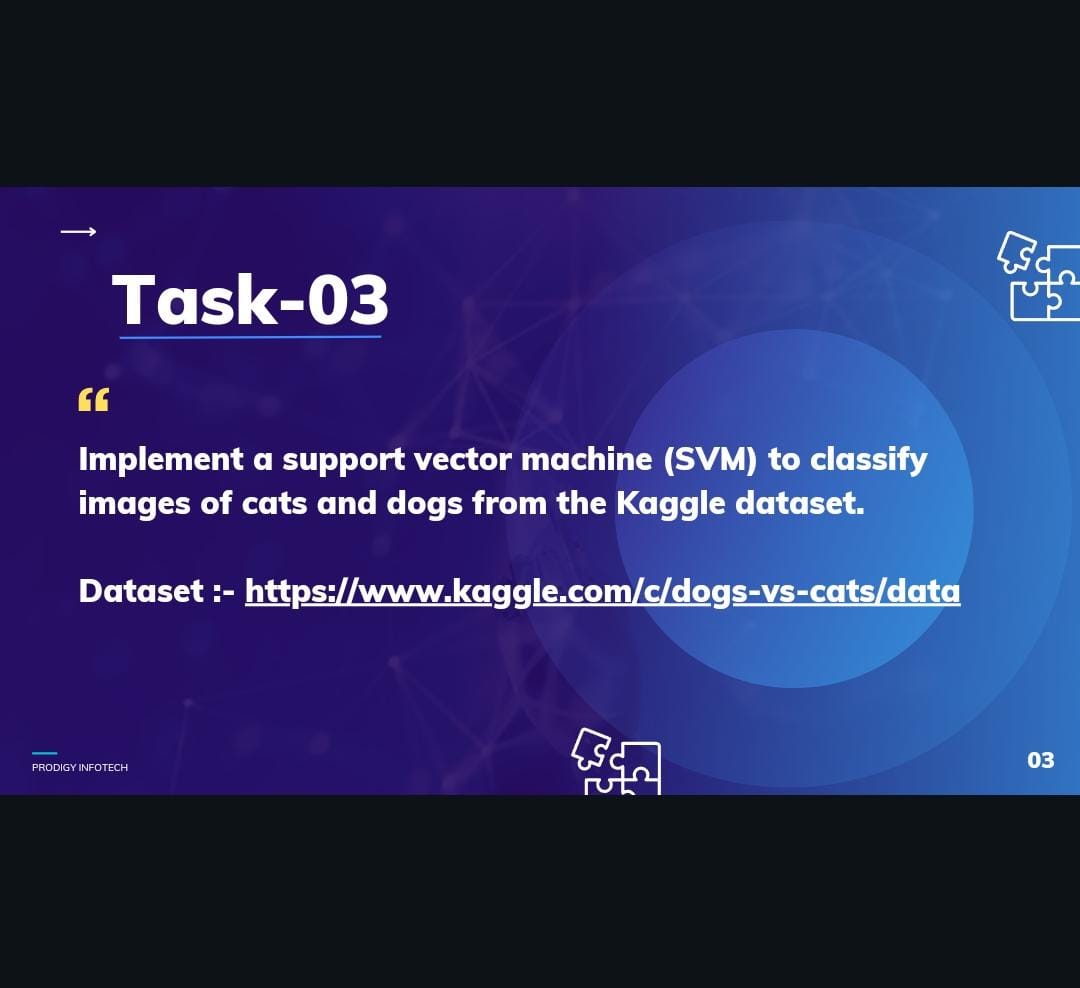 Task-03
“
Implement a support vector machine (SVM) to classify
images of cats and dogs from the Kaggle dataset.
Dataset :- https://www.kaggle.com/c/dogs-vs-cats/data
PRODIGY INFOTECH
03